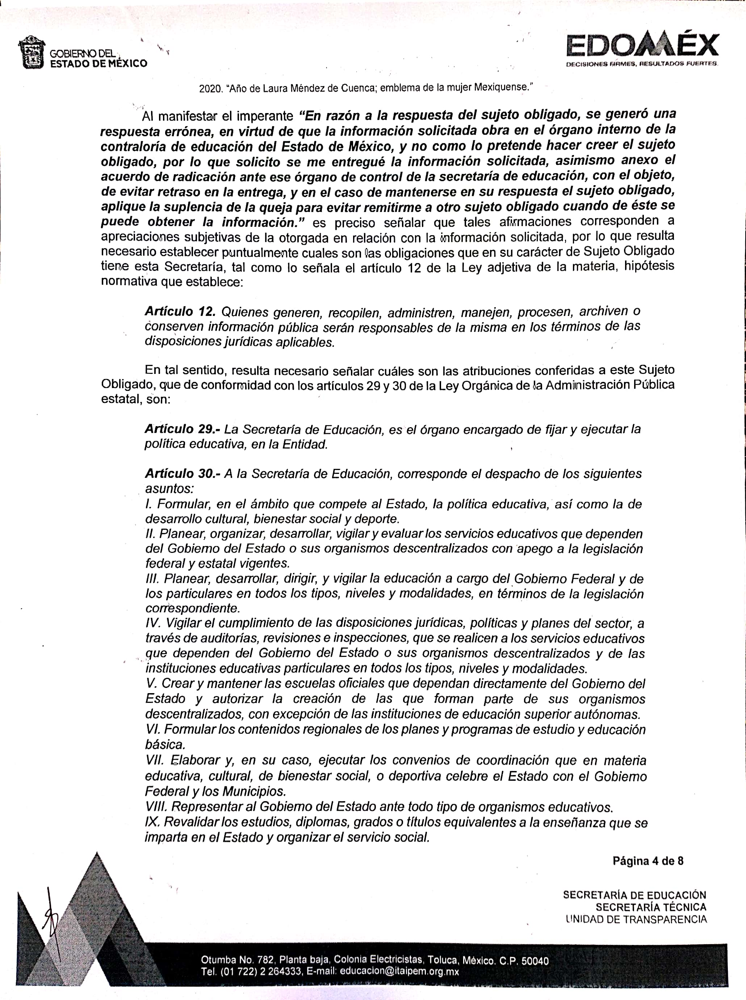 GOBIERNO DEL
ESTADO DE MÉXICO
EDOMÉX
DECISIONES FIRMES, RESULTADOS FUERTES.
2020. “Año de Laura Méndez de Cuenca; emblema de la mujer Mexiquense.”
Al manifestar el imperante “En razón a la respuesta del sujeto obligado, se generó una
respuesta errónea, en virtud de que la información solicitada obra en el órgano interno de la
contraloría de educación del Estado de México, y no como lo pretende hacer creer el sujeto
obligado, por lo que solicito se me entregué la información solicitada, asimismo anexo el
acuerdo de radicación ante ese órgano de control de la secretaría de educación, con el objeto,
de evitar retraso en la entrega, y en el caso de mantenerse en su respuesta el sujeto obligado,
aplique la suplencia de la queja para evitar remitirme a otro sujeto obligado cuando de éste se
puede obtener la información.” es preciso señalar que tales afirmaciones corresponden a
apreciaciones subjetivas de la otorgada en relación con la información solicitada, por lo que resulta
necesario establecer puntualmente cuales son las obligaciones que en su carácter de Sujeto Obligado
tiene esta Secretaría, tal como lo señala el artículo 12 de la Ley adjetiva de la materia, hipótesis
normativa que establece:
Artículo 12. Quienes generen, recopilen, administren, manejen, procesen, archiven o
conserven información pública serán responsables de la misma en los términos de las
disposiciones jurídicas aplicables.
En tal sentido, resulta necesario señalar cuáles son las atribuciones conferidas a este Sujeto
Obligado, que de conformidad con los artículos 29 y 30 de la Ley Orgánica de la Administración Pública
estatal, son:
Artículo 29.- La Secretaría de Educación, es el órgano encargado de fijar y ejecutar la
política educativa, en la Entidad.
Artículo 30.- A la Secretaría de Educación, corresponde el despacho de los siguientes
asuntos:
I. Formular, en el ámbito que compete al Estado, la política educativa, así como la de
desarrollo cultural, bienestar social y deporte.
II. Planear, organizar, desarrollar, vigilar y evaluar los servicios educativos que dependen
del Gobierno del Estado o sus organismos descentralizados con apego a la legislación
federal y estatal vigentes.
III. Planear, desarrollar, dirigir, y vigilar la educación a cargo del Gobierno Federal y de
los particulares en todos los tipos, niveles y modalidades, en términos de la legislación
correspondiente.
IV. Vigilar el cumplimiento de las disposiciones jurídicas, políticas y planes del sector, a
través de auditorías, revisiones e inspecciones, que se realicen a los servicios educativos
que dependen del Gobierno del Estado o sus organismos descentralizados y de las
instituciones educativas particulares en todos los tipos, niveles y modalidades.
V. Crear y mantener las escuelas oficiales que dependan directamente del Gobierno del
Estado y autorizar la creación de las que forman parte de sus organismos
descentralizados, con excepción de las instituciones de educación superior autónomas.
VI. Formular los contenidos regionales de los planes y programas de estudio y educación
básica.
VII. Elaborar y, en su caso, ejecutar los convenios de coordinación que en materia
educativa, cultural, de bienestar social, o deportiva celebre el Estado con el Gobierno
Federal y los Municipios.
VIII. Representar al Gobierno del Estado ante todo tipo de organismos educativos.
IX. Revalidar los estudios, diplomas, grados o títulos equivalentes a la enseñanza que se
imparta en el Estado y organizar el servicio social.
Página 4 de 8
SECRETARÍA DE EDUCACIÓN
SECRETARÍA TÉCNICA
UNIDAD DE TRANSPARENCIA
Otumba No. 782, Planta baja, Colonia Electricistas, Toluca, México. C.P. 50040
Tel. (01 722) 2 264333, E-mail: educacion@itaipem.org.mx